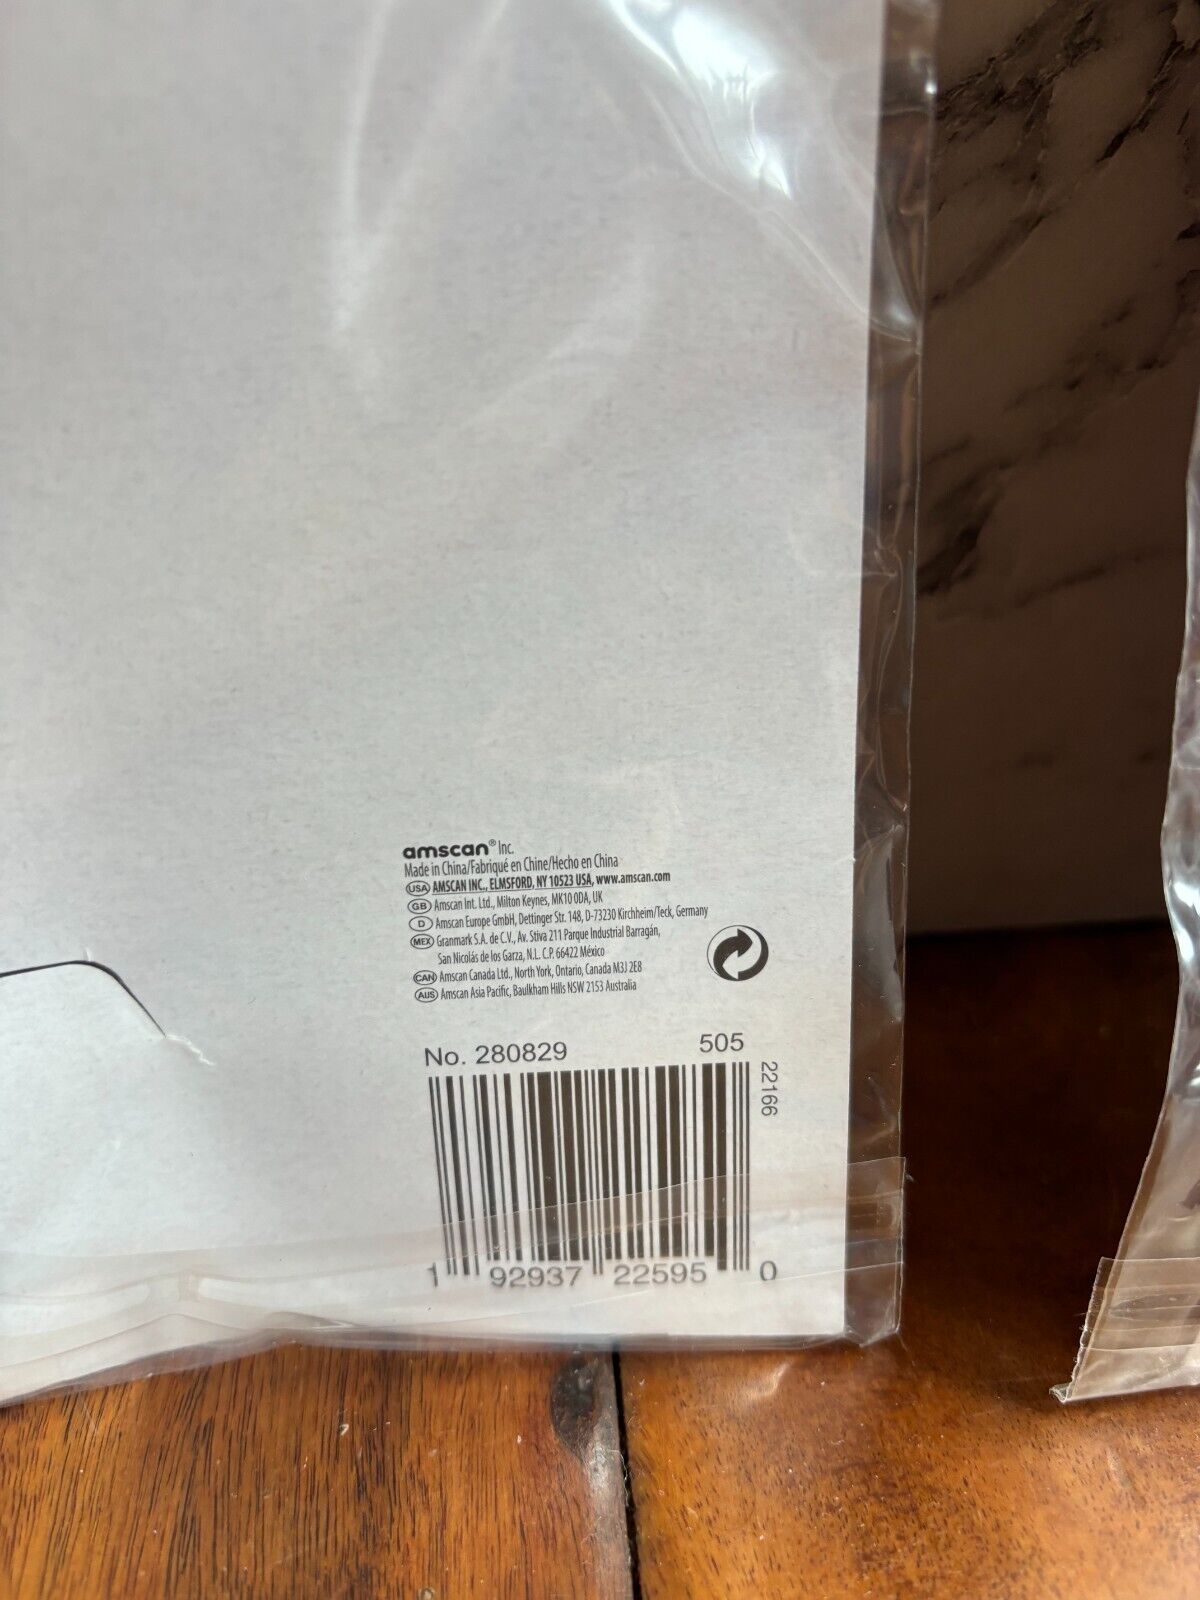 amscan® Inc.
Made in China/Fabriqué en Chine/Hecho en China
USA AMSCAN INC., ELMSFORD, NY 10523 USA, www.amscan.com
GB Amscan Int. Ltd., Milton Keynes, MK10 0DA, UK
D Amscan Europe GmbH, Dettinger Str. 148, D-73230 Kirchheim/Teck, Germany
MEX Granmark S.A. de C.V., Av. Stiva 211 Parque Industrial Barragán,
San Nicolás de los Garza, N.L. C.P. 66422 México
CAN Amscan Canada Ltd., North York, Ontario, Canada M3J 2E8
AUS Amscan Asia Pacific, Baulkham Hills NSW 2153 Australia
No. 280829 505
22166
1 92937 22595 0